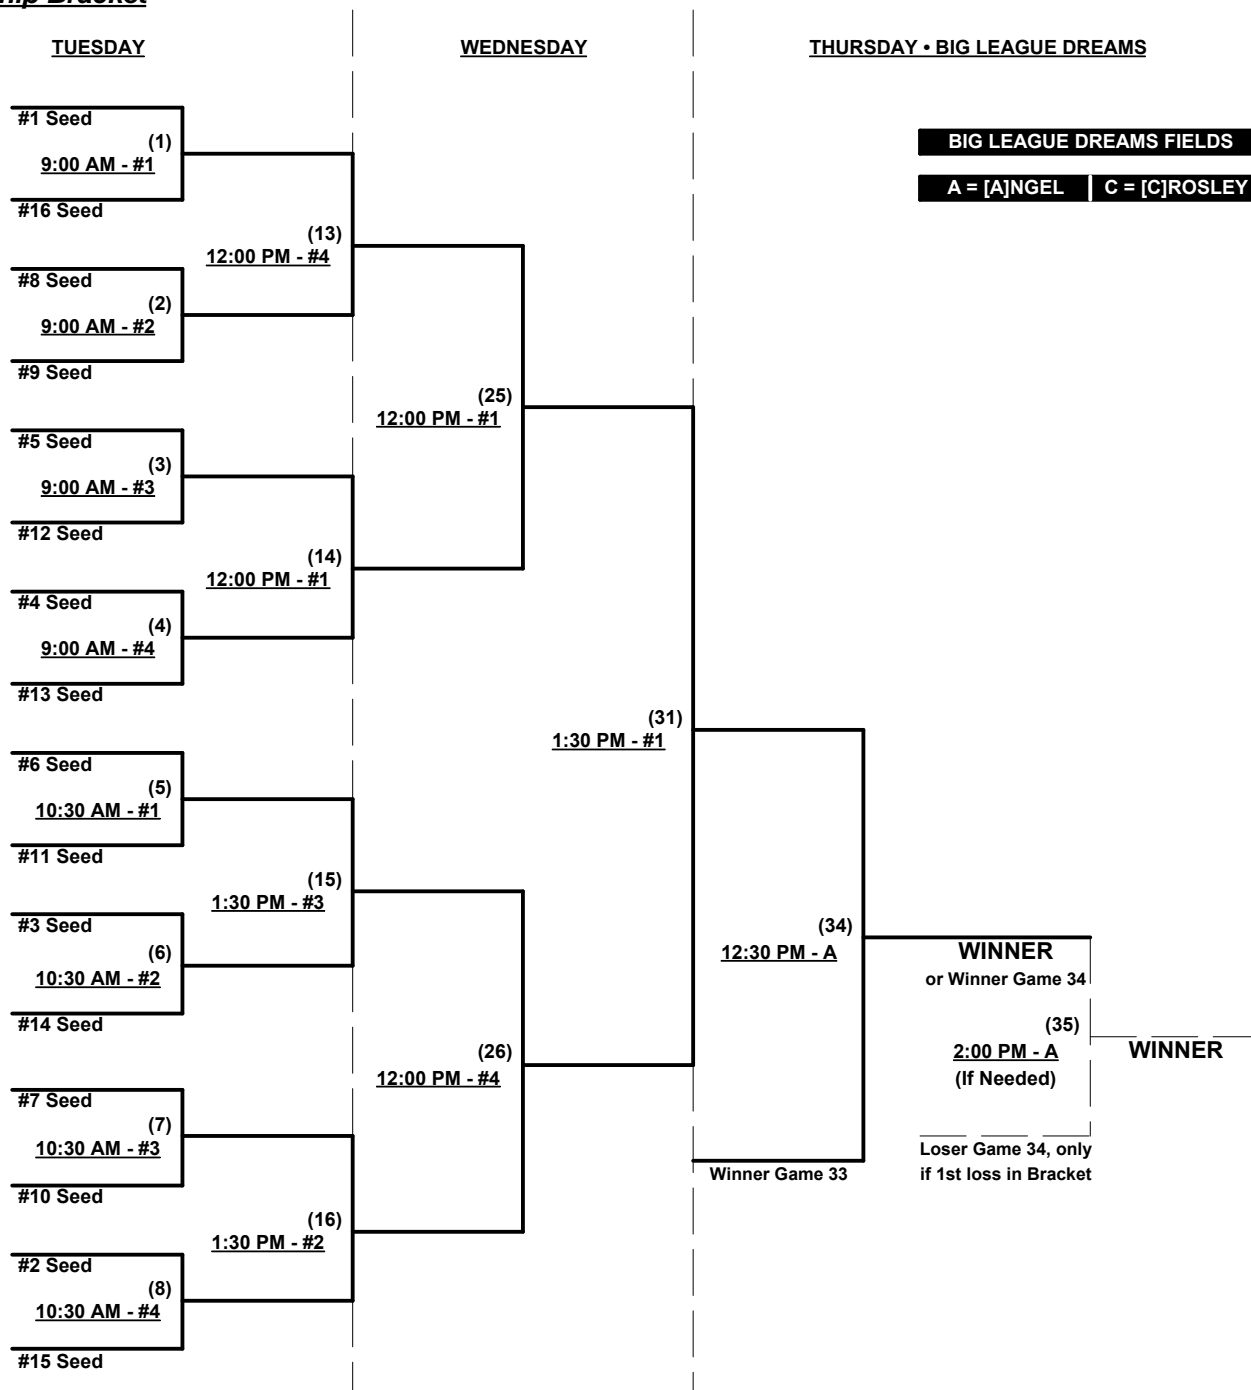 TUESDAY
WEDNESDAY
THURSDAY • BIG LEAGUE DREAMS
BIG LEAGUE DREAMS FIELDS
A = [A]NGEL
C = [C]ROSLEY
#1 Seed
(1)
9:00 AM - #1
#16 Seed
(13)
12:00 PM - #4
#8 Seed
(2)
9:00 AM - #2
#9 Seed
(25)
12:00 PM - #1
#5 Seed
(3)
9:00 AM - #3
#12 Seed
(14)
12:00 PM - #1
#4 Seed
(4)
9:00 AM - #4
#13 Seed
(31)
1:30 PM - #1
#6 Seed
(5)
10:30 AM - #1
#11 Seed
(15)
1:30 PM - #3
#3 Seed
(6)
10:30 AM - #2
#14 Seed
(34)
12:30 PM - A
WINNER
or Winner Game 34
(35)
2:00 PM - A
(If Needed)
WINNER
(26)
12:00 PM - #4
#7 Seed
(7)
10:30 AM - #3
#10 Seed
Winner Game 33
Loser Game 34, only
if 1st loss in Bracket
(16)
1:30 PM - #2
#2 Seed
(8)
10:30 AM - #4
#15 Seed